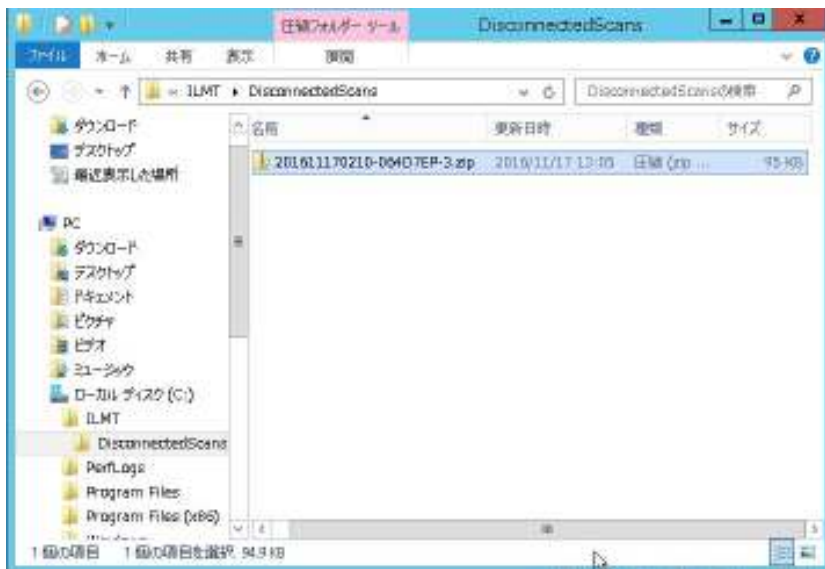 圧縮フォルダー ツール DisconnectedScans
ファイル ホーム 共有 表示 展開
« ILMT ▸ DisconnectedScans DisconnectedScansの検索
名前 更新日時 種類 サイズ
ダウンロード
デスクトップ
最近表示した場所
201611170210-064D7EP-3.zip 2016/11/17 13:05 圧縮 (zip ... 95 KB
PC
ダウンロード
デスクトップ
ドキュメント
ピクチャ
ビデオ
ミュージック
ローカル ディスク (C:)
ILMT
DisconnectedScans
PerfLogs
Program Files
Program Files (x86)
1 個の項目 1 個の項目を選択 94.9 KB